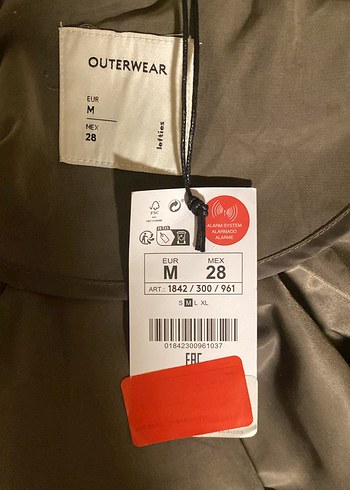 OUTERWEAR
EUR
M
MEX
28
lefties
FSC
ALARM SYSTEM
ALARMADO
ALARME
EUR MEX
M 28
ART.: 1842 / 300 / 961
S M L XL
01842300961037
EAC